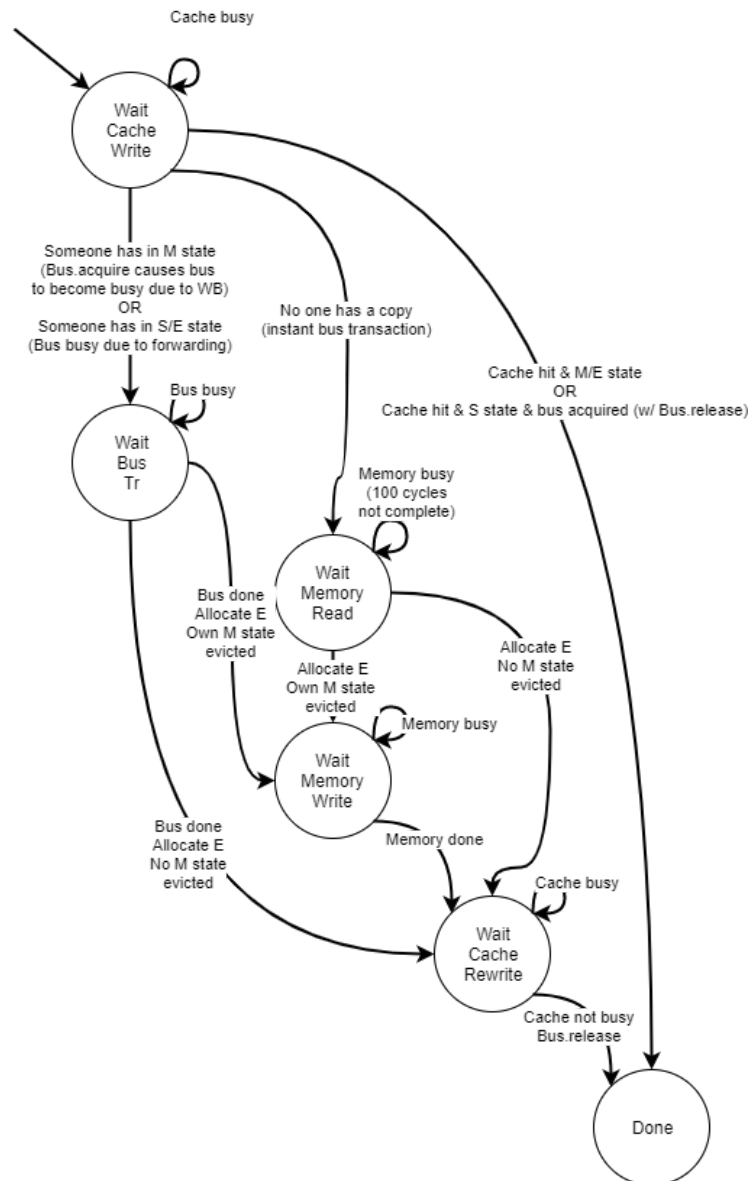 Cache busy
Wait
Cache
Write
Someone has in M state
(Bus.acquire causes bus
to become busy due to WB)
OR
Someone has in S/E state
(Bus busy due to forwarding)
No one has a copy
(instant bus transaction)
Cache hit & M/E state
OR
Cache hit & S state & bus acquired (w/ Bus.release)
Bus busy
Wait
Bus
Tr
Memory busy
(100 cycles
not complete)
Wait
Memory
Read
Bus done
Allocate E
Own M state
evicted
Allocate E
Own M state
evicted
Allocate E
No M state
evicted
Memory busy
Wait
Memory
Write
Bus done
Allocate E
No M state
evicted
Memory done
Cache busy
Wait
Cache
Rewrite
Cache not busy
Bus.release
Done